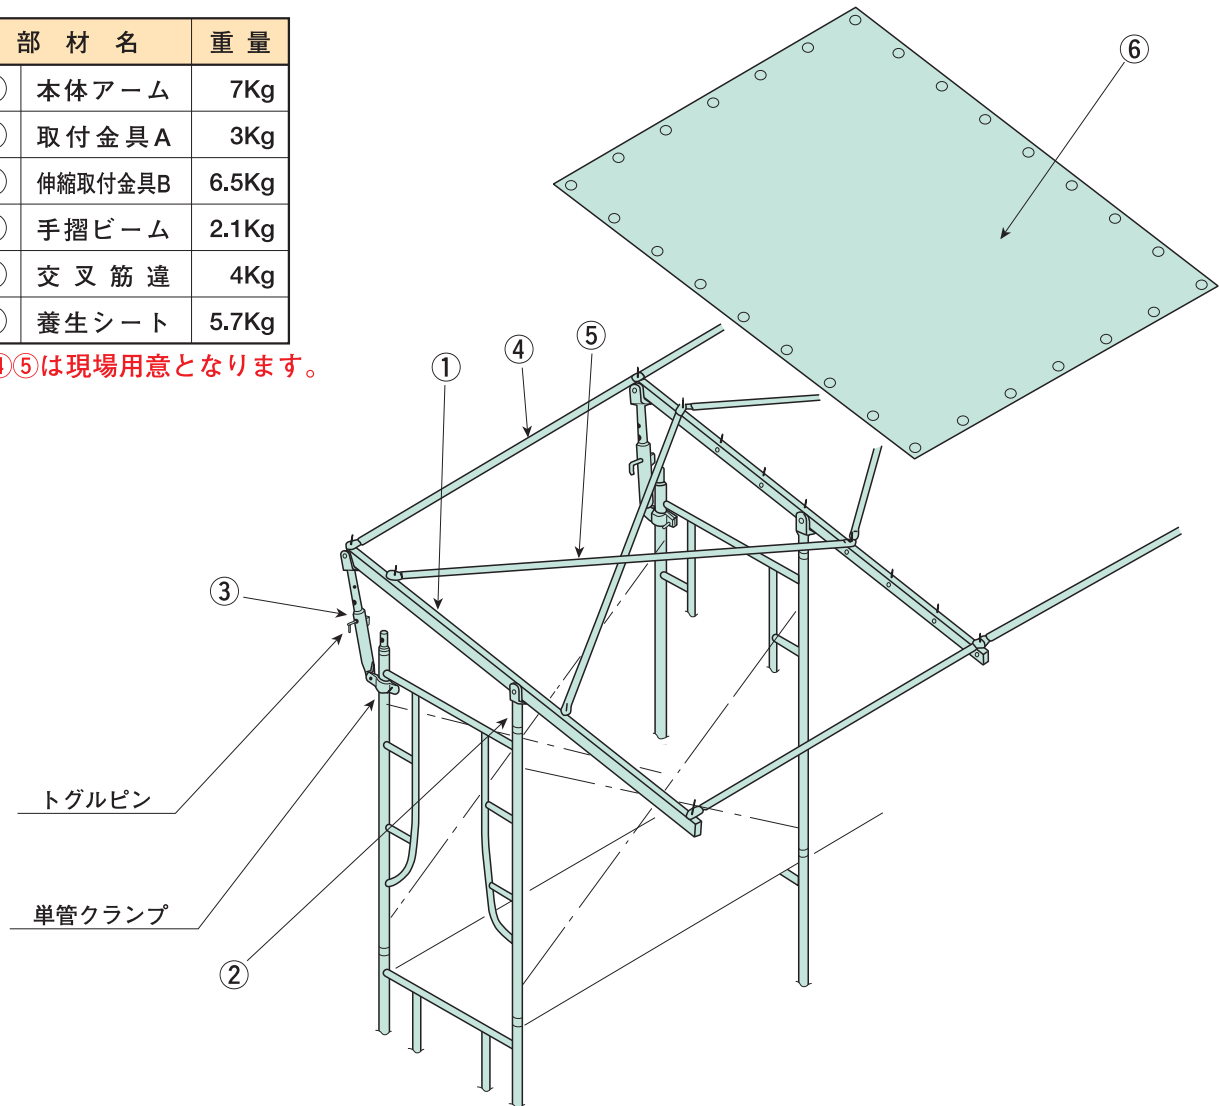 部材名 重量
本体アーム 7Kg
取付金具A 3Kg
伸縮取付金具B 6.5Kg
手摺ビーム 2.1Kg
交叉筋違 4Kg
養生シート 5.7Kg
④⑤は現場用意となります。
⑥
⑤
④
①
③
トグルピン
単管クランプ
②
⑤